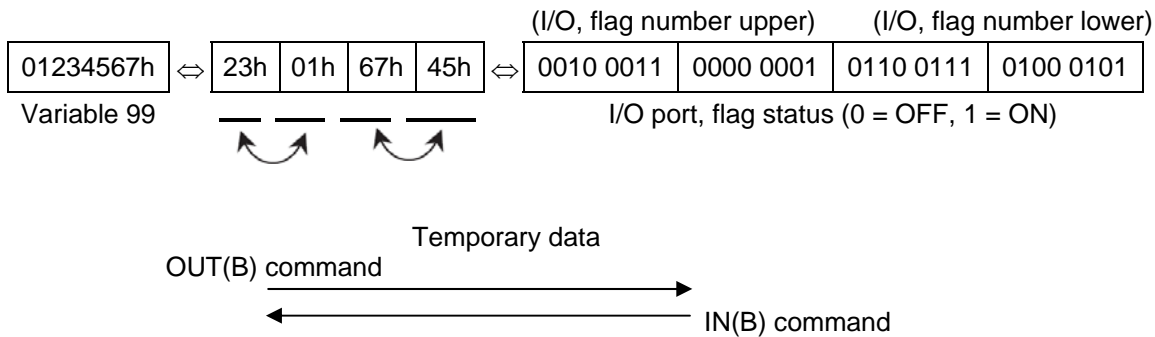 (I/O, flag number upper) (I/O, flag number lower)
01234567h ⇔ 23h 01h 67h 45h ⇔ 0010 0011 0000 0001 0110 0111 0100 0101
Variable 99 I/O port, flag status (0 = OFF, 1 = ON)
Temporary data
OUT(B) command
IN(B) command